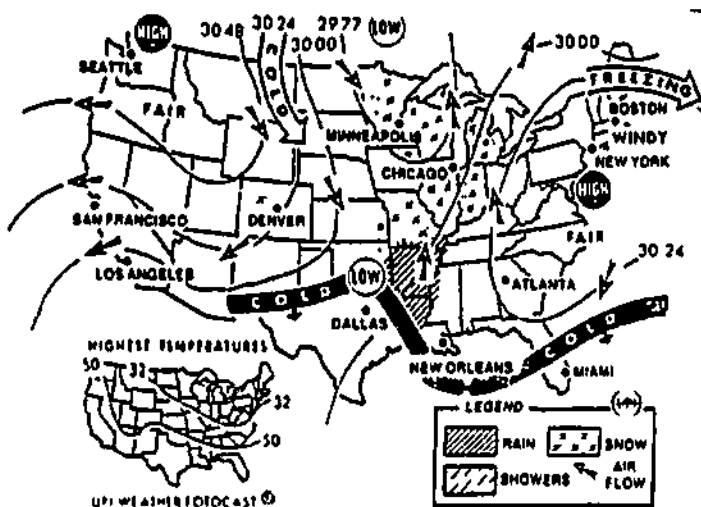 HIGH
30 48
30 24
30 00
29 77
LOW
COLD
30 00
SEATTLE
FAIR
FREEZING
BOSTON
WINDY
NEW YORK
MINNEAPOLIS
CHICAGO
HIGH
SAN FRANCISCO
DENVER
FAIR
30 24
LOS ANGELES
LOW
COLD
ATLANTA
DALLAS
COLD
NEW ORLEANS
MIAMI
HIGHEST TEMPERATURES
50
32
32
50
LEGEND
RAIN
SNOW
SHOWERS
AIR
FLOW
UPI WEATHER FOTOCAST